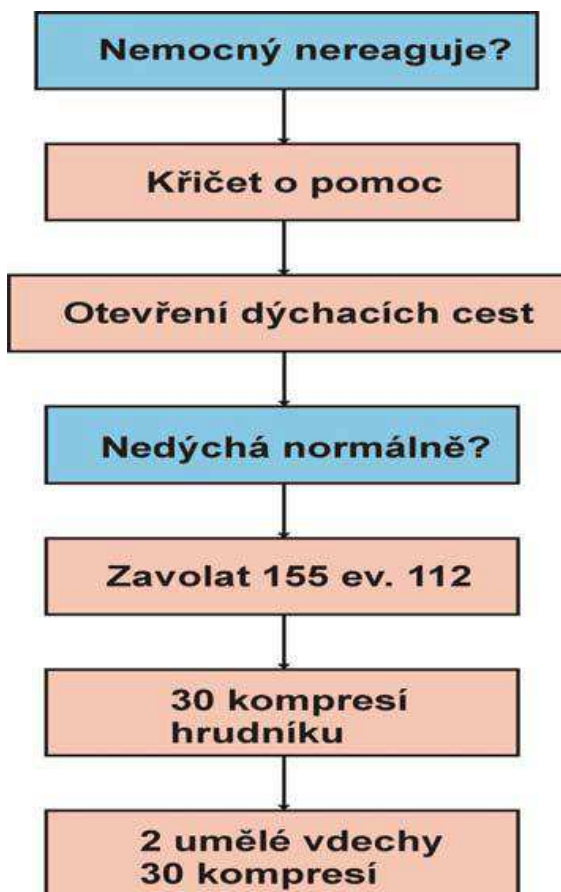 Nemocný nereaguje?
Křičet o pomoc
Otevření dýchacích cest
Nedýchá normálně?
Zavolat 155 ev. 112
30 kompresí
hrudníku
2 umělé vdechy
30 kompresí